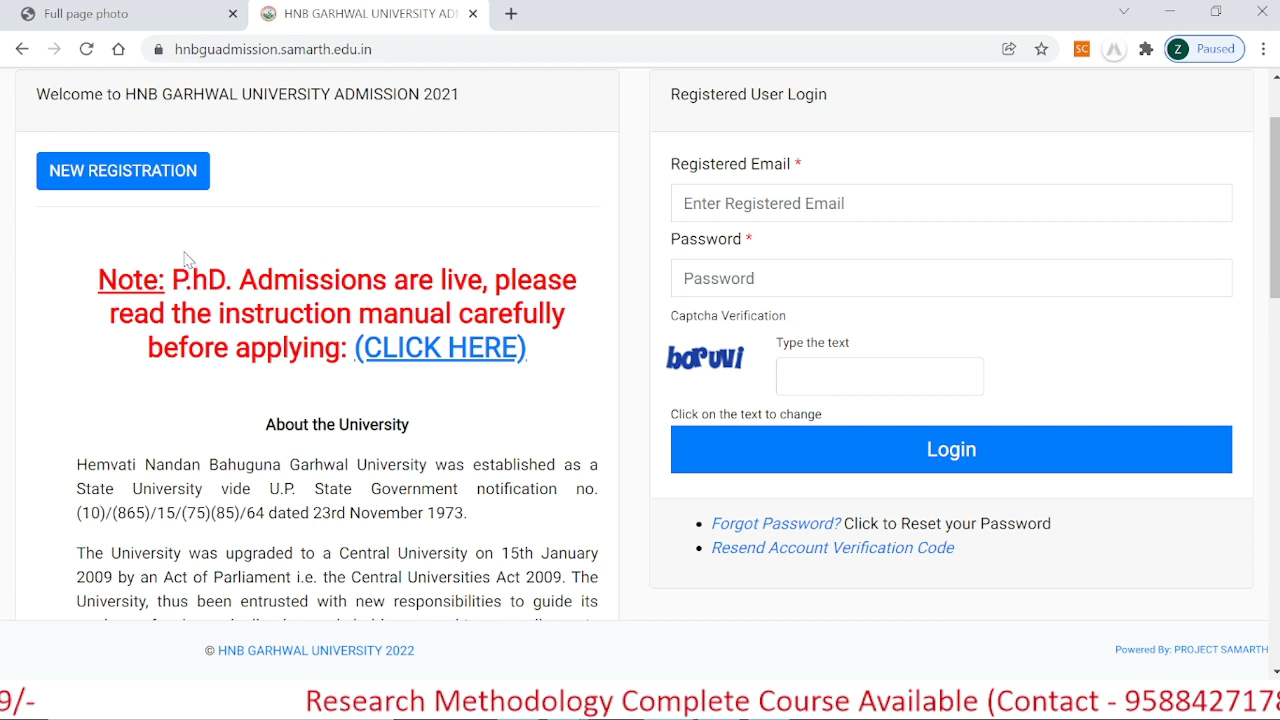 Full page photo
HNB GARHWAL UNIVERSITY ADI
hnbguadmission.samarth.edu.in
SC
Z Paused
Welcome to HNB GARHWAL UNIVERSITY ADMISSION 2021
NEW REGISTRATION
Note: P.hD. Admissions are live, please
read the instruction manual carefully
before applying: (CLICK HERE)
About the University
Hemvati Nandan Bahuguna Garhwal University was established as a
State University vide U.P. State Government notification no.
(10)/(865)/15/(75)(85)/64 dated 23rd November 1973.
The University was upgraded to a Central University on 15th January
2009 by an Act of Parliament i.e. the Central Universities Act 2009. The
University, thus been entrusted with new responsibilities to guide its
Registered User Login
Registered Email *
Enter Registered Email
Password *
Password
Captcha Verification
boruvi
Type the text
Click on the text to change
Login
Forgot Password? Click to Reset your Password
Resend Account Verification Code
© HNB GARHWAL UNIVERSITY 2022
Powered By: PROJECT SAMARTH
9/- Research Methodology Complete Course Available (Contact - 9588427178